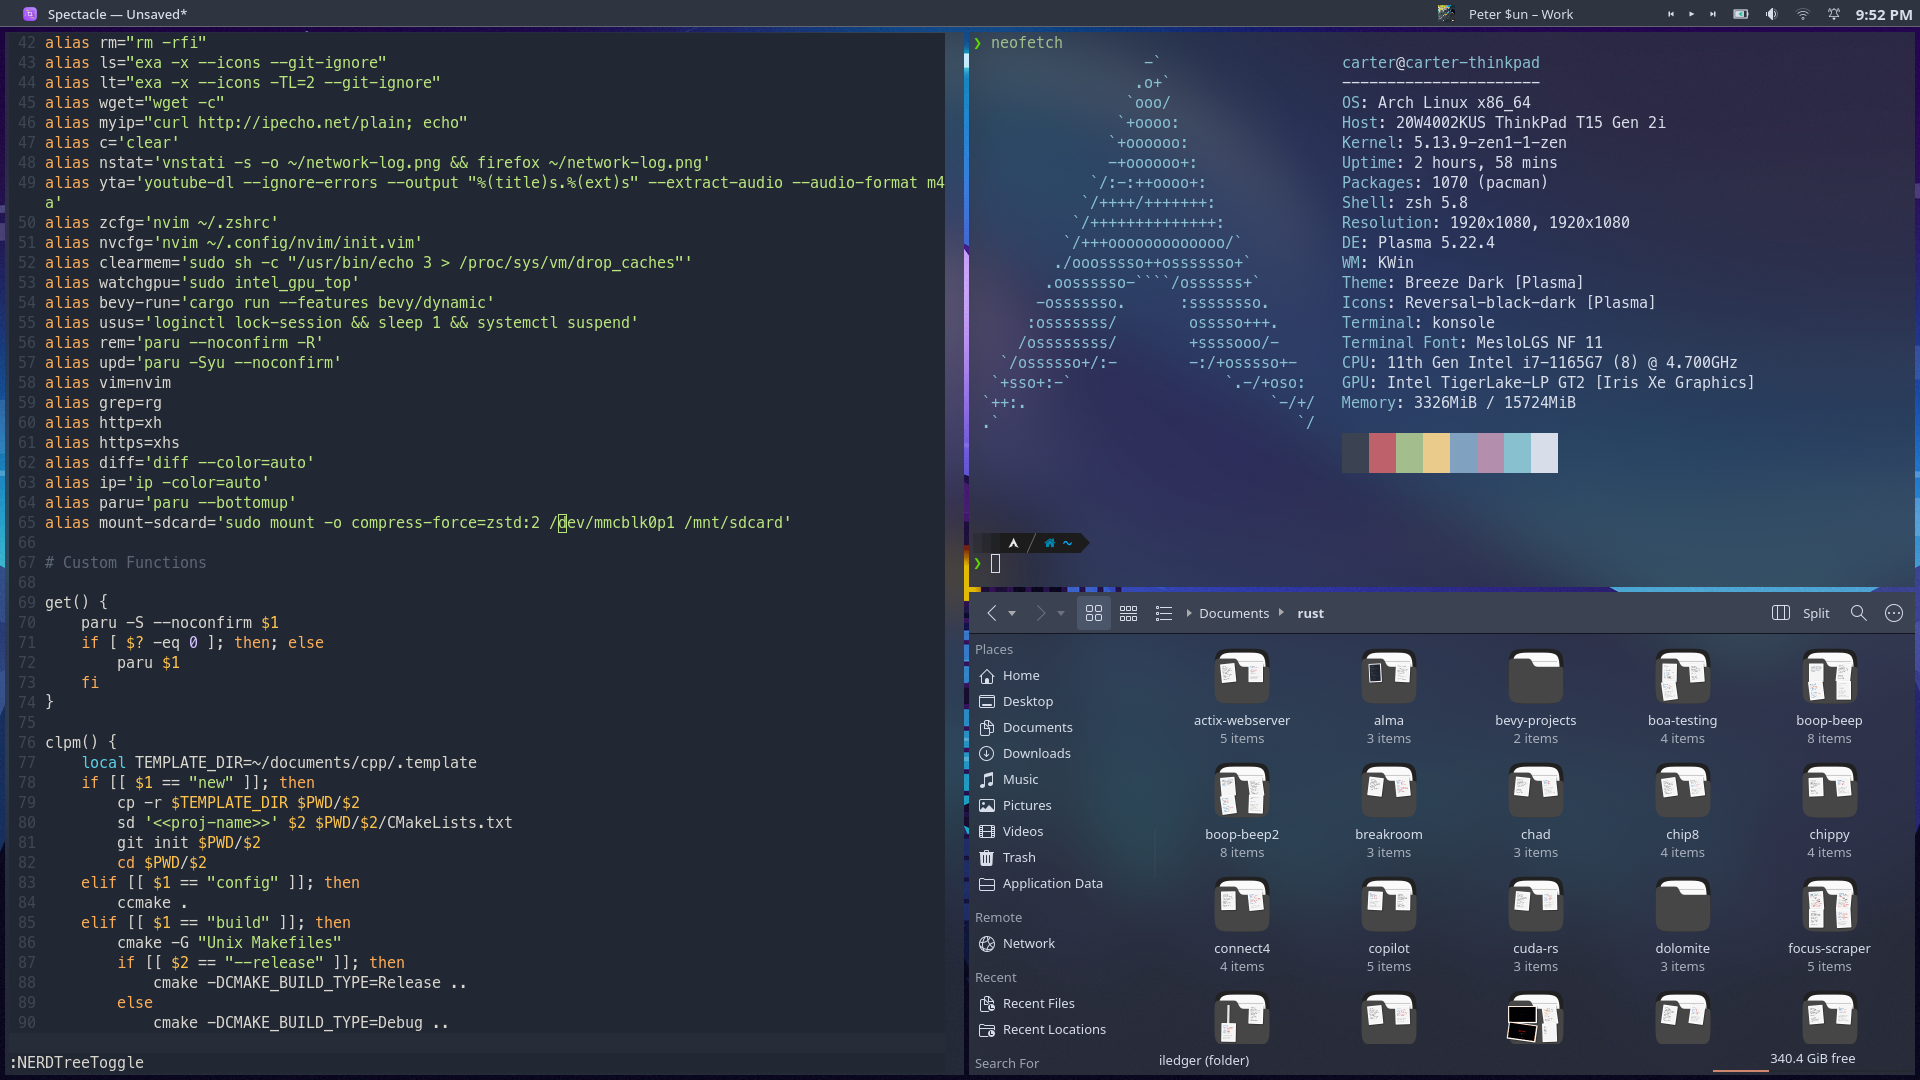 Spectacle — Unsaved*
Peter $un – Work
9:52 PM
42 alias rm="rm -rfi"
43 alias ls="exa -x --icons --git-ignore"
44 alias lt="exa -x --icons -TL=2 --git-ignore"
45 alias wget="wget -c"
46 alias myip="curl http://ipecho.net/plain; echo"
47 alias c='clear'
48 alias nstat='vnstati -s -o ~/network-log.png && firefox ~/network-log.png'
49 alias yta='youtube-dl --ignore-errors --output "%(title)s.%(ext)s" --extract-audio --audio-format m4
a'
50 alias zcfg='nvim ~/.zshrc'
51 alias nvcfg='nvim ~/.config/nvim/init.vim'
52 alias clearmem='sudo sh -c "/usr/bin/echo 3 > /proc/sys/vm/drop_caches"'
53 alias watchgpu='sudo intel_gpu_top'
54 alias bevy-run='cargo run --features bevy/dynamic'
55 alias usus='loginctl lock-session && sleep 1 && systemctl suspend'
56 alias rem='paru --noconfirm -R'
57 alias upd='paru -Syu --noconfirm'
58 alias vim=nvim
59 alias grep=rg
60 alias http=xh
61 alias https=xhs
62 alias diff='diff --color=auto'
63 alias ip='ip -color=auto'
64 alias paru='paru --bottomup'
65 alias mount-sdcard='sudo mount -o compress-force=zstd:2 /dev/mmcblk0p1 /mnt/sdcard'
66
67 # Custom Functions
68
69 get() {
70     paru -S --noconfirm $1
71     if [ $? -eq 0 ]; then; else
72         paru $1
73     fi
74 }
75
76 clpm() {
77     local TEMPLATE_DIR=~/documents/cpp/.template
78     if [[ $1 == "new" ]]; then
79         cp -r $TEMPLATE_DIR $PWD/$2
80         sd '<<proj-name>>' $2 $PWD/$2/CMakeLists.txt
81         git init $PWD/$2
82         cd $PWD/$2
83     elif [[ $1 == "config" ]]; then
84         ccmake .
85     elif [[ $1 == "build" ]]; then
86         cmake -G "Unix Makefiles"
87         if [[ $2 == "--release" ]]; then
88             cmake -DCMAKE_BUILD_TYPE=Release ..
89         else
90             cmake -DCMAKE_BUILD_TYPE=Debug ..
:NERDTreeToggle
❯ neofetch
                  -`
                 .o+`
                `ooo/
               `+oooo:
              `+oooooo:
              -+oooooo+:
            `/:-:++oooo+:
           `/++++/+++++++:
          `/++++++++++++++:
         `/+++ooooooooooooo/`
        ./ooosssso++osssssso+`
       .oossssso-````/ossssss+`
      -osssssso.      :ssssssso.
     :osssssss/        osssso+++.
    /ossssssss/        +ssssooo/-
  `/ossssso+/:-        -:/+osssso+-
 `+sso+:-`                 `.-/+oso:
`++:.                           `-/+/
.`                                 `/
carter@carter-thinkpad
----------------------
OS: Arch Linux x86_64
Host: 20W4002KUS ThinkPad T15 Gen 2i
Kernel: 5.13.9-zen1-1-zen
Uptime: 2 hours, 58 mins
Packages: 1070 (pacman)
Shell: zsh 5.8
Resolution: 1920x1080, 1920x1080
DE: Plasma 5.22.4
WM: KWin
Theme: Breeze Dark [Plasma]
Icons: Reversal-black-dark [Plasma]
Terminal: konsole
Terminal Font: MesloLGS NF 11
CPU: 11th Gen Intel i7-1165G7 (8) @ 4.700GHz
GPU: Intel TigerLake-LP GT2 [Iris Xe Graphics]
Memory: 3326MiB / 15724MiB
~
❯
Documents
rust
Split
Places
Home
Desktop
Documents
Downloads
Music
Pictures
Videos
Trash
Application Data
Remote
Network
Recent
Recent Files
Recent Locations
Search For
actix-webserver
5 items
alma
3 items
bevy-projects
2 items
boa-testing
4 items
boop-beep
8 items
boop-beep2
8 items
breakroom
3 items
chad
3 items
chip8
4 items
chippy
4 items
connect4
4 items
copilot
5 items
cuda-rs
3 items
dolomite
3 items
focus-scraper
5 items
iledger (folder)
340.4 GiB free